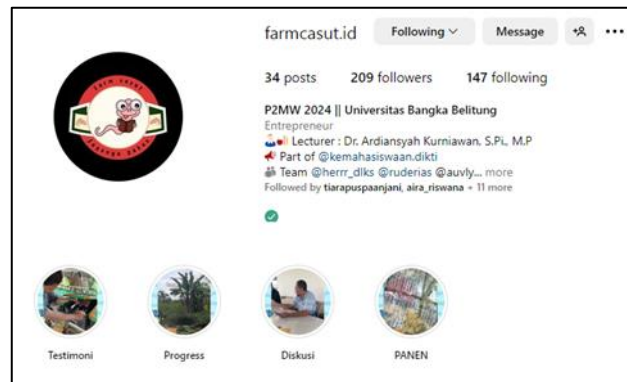 farmcasut.id Following Message
34 posts 209 followers 147 following
P2MW 2024 || Universitas Bangka Belitung
Entrepreneur
Lecturer : Dr. Ardiansyah Kurniawan, S.Pi., M.P
Part of @kemahasiswaan.dikti
Team @herrr_dlks @ruderias @auvly... more
Followed by tiarapuspaanjani, aira_riswana + 11 more
farm casut
Testimoni Progress Diskusi PANEN